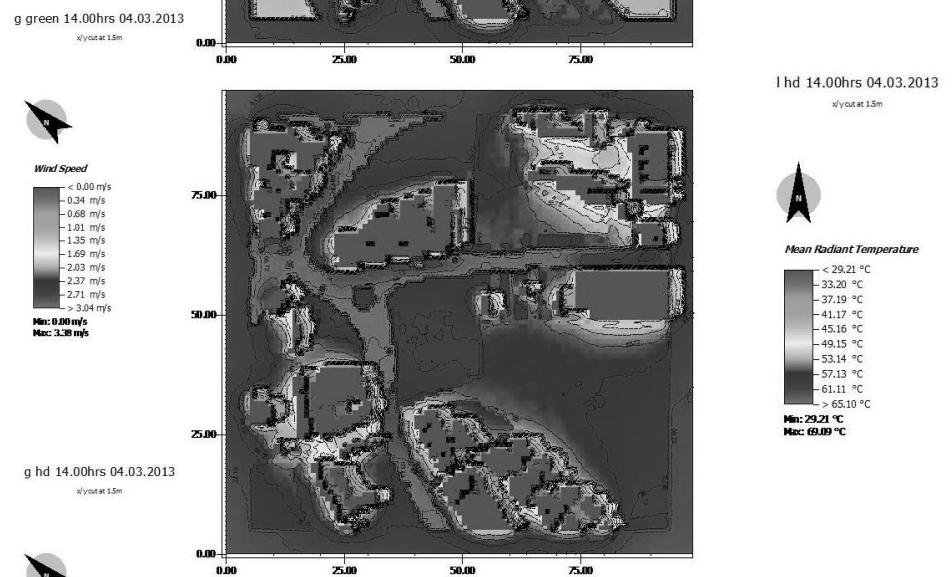 g green 14.00hrs 04.03.2013
x/y cut at 1.5m
N
Wind Speed
< 0.00 m/s
0.34 m/s
0.68 m/s
1.01 m/s
1.35 m/s
1.69 m/s
2.03 m/s
2.37 m/s
2.71 m/s
> 3.04 m/s
Min: 0.00 m/s
Max: 3.38 m/s
g hd 14.00hrs 04.03.2013
x/y cut at 1.5m
0.00
0.00 25.00 50.00 75.00
75.00
50.00
25.00
0.00
0.00 25.00 50.00 75.00
l hd 14.00hrs 04.03.2013
x/y cut at 1.5m
N
Mean Radiant Temperature
< 29.21 °C
33.20 °C
37.19 °C
41.17 °C
45.16 °C
49.15 °C
53.14 °C
57.13 °C
61.11 °C
> 65.10 °C
Min: 29.21 °C
Max: 69.09 °C